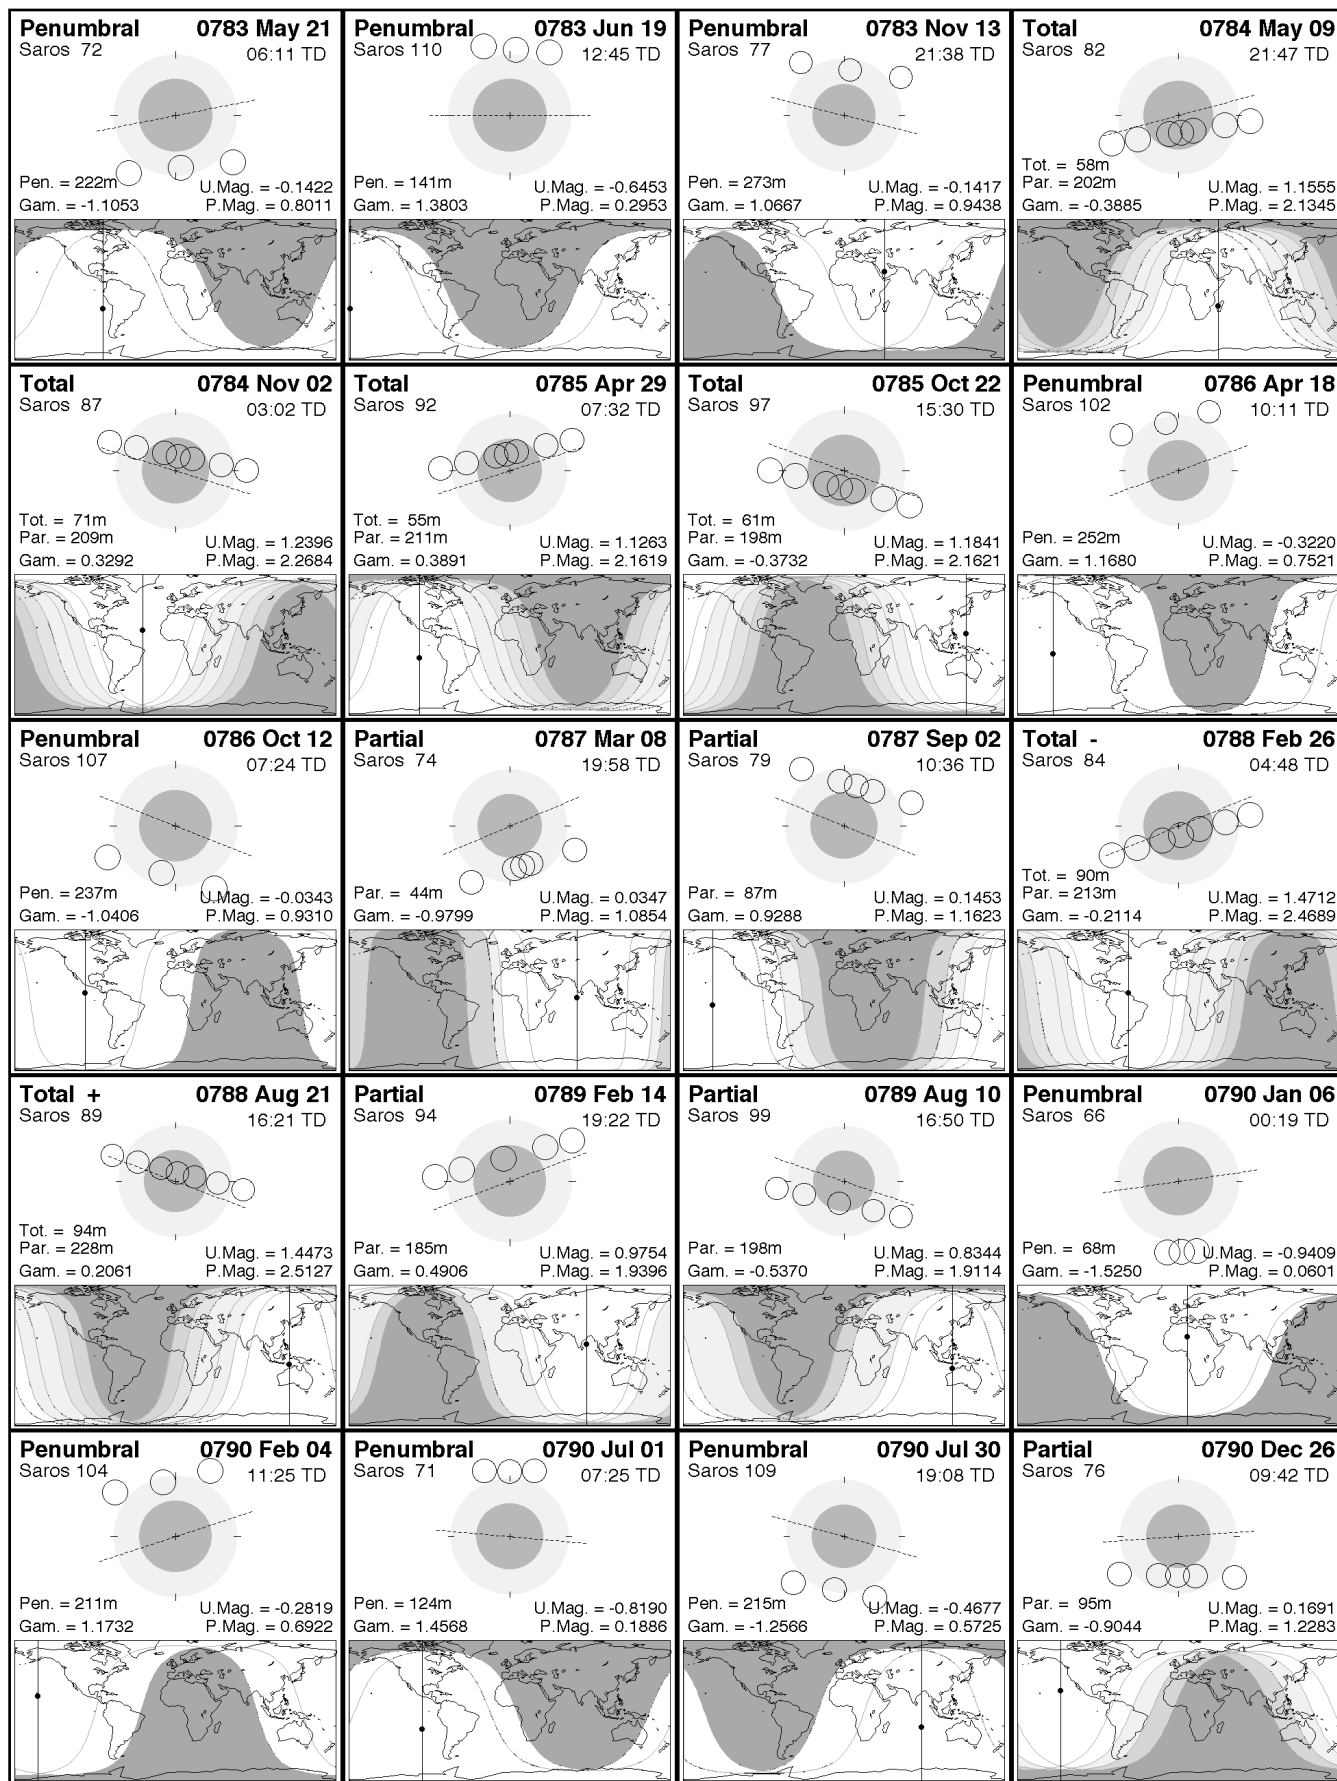 Penumbral 0783 May 21
Saros 72 06:11 TD
Pen. = 222m U.Mag. = -0.1422
Gam. = -1.1053 P.Mag. = 0.8011
Penumbral 0783 Jun 19
Saros 110 12:45 TD
Pen. = 141m U.Mag. = -0.6453
Gam. = 1.3803 P.Mag. = 0.2953
Penumbral 0783 Nov 13
Saros 77 21:38 TD
Pen. = 273m U.Mag. = -0.1417
Gam. = 1.0667 P.Mag. = 0.9438
Total 0784 May 09
Saros 82 21:47 TD
Tot. = 58m
Par. = 202m U.Mag. = 1.1555
Gam. = -0.3885 P.Mag. = 2.1345
Total 0784 Nov 02
Saros 87 03:02 TD
Tot. = 71m
Par. = 209m U.Mag. = 1.2396
Gam. = 0.3292 P.Mag. = 2.2684
Total 0785 Apr 29
Saros 92 07:32 TD
Tot. = 55m
Par. = 211m U.Mag. = 1.1263
Gam. = 0.3891 P.Mag. = 2.1619
Total 0785 Oct 22
Saros 97 15:30 TD
Tot. = 61m
Par. = 198m U.Mag. = 1.1841
Gam. = -0.3732 P.Mag. = 2.1621
Penumbral 0786 Apr 18
Saros 102 10:11 TD
Pen. = 252m U.Mag. = -0.3220
Gam. = 1.1680 P.Mag. = 0.7521
Penumbral 0786 Oct 12
Saros 107 07:24 TD
Pen. = 237m U.Mag. = -0.0343
Gam. = -1.0406 P.Mag. = 0.9310
Partial 0787 Mar 08
Saros 74 19:58 TD
Par. = 44m U.Mag. = 0.0347
Gam. = -0.9799 P.Mag. = 1.0854
Partial 0787 Sep 02
Saros 79 10:36 TD
Par. = 87m U.Mag. = 0.1453
Gam. = 0.9288 P.Mag. = 1.1623
Total - 0788 Feb 26
Saros 84 04:48 TD
Tot. = 90m
Par. = 213m U.Mag. = 1.4712
Gam. = -0.2114 P.Mag. = 2.4689
Total + 0788 Aug 21
Saros 89 16:21 TD
Tot. = 94m
Par. = 228m U.Mag. = 1.4473
Gam. = 0.2061 P.Mag. = 2.5127
Partial 0789 Feb 14
Saros 94 19:22 TD
Par. = 185m U.Mag. = 0.9754
Gam. = 0.4906 P.Mag. = 1.9396
Partial 0789 Aug 10
Saros 99 16:50 TD
Par. = 198m U.Mag. = 0.8344
Gam. = -0.5370 P.Mag. = 1.9114
Penumbral 0790 Jan 06
Saros 66 00:19 TD
Pen. = 68m U.Mag. = -0.9409
Gam. = -1.5250 P.Mag. = 0.0601
Penumbral 0790 Feb 04
Saros 104 11:25 TD
Pen. = 211m U.Mag. = -0.2819
Gam. = 1.1732 P.Mag. = 0.6922
Penumbral 0790 Jul 01
Saros 71 07:25 TD
Pen. = 124m U.Mag. = -0.8190
Gam. = 1.4568 P.Mag. = 0.1886
Penumbral 0790 Jul 30
Saros 109 19:08 TD
Pen. = 215m U.Mag. = -0.4677
Gam. = -1.2566 P.Mag. = 0.5725
Partial 0790 Dec 26
Saros 76 09:42 TD
Par. = 95m U.Mag. = 0.1691
Gam. = -0.9044 P.Mag. = 1.2283